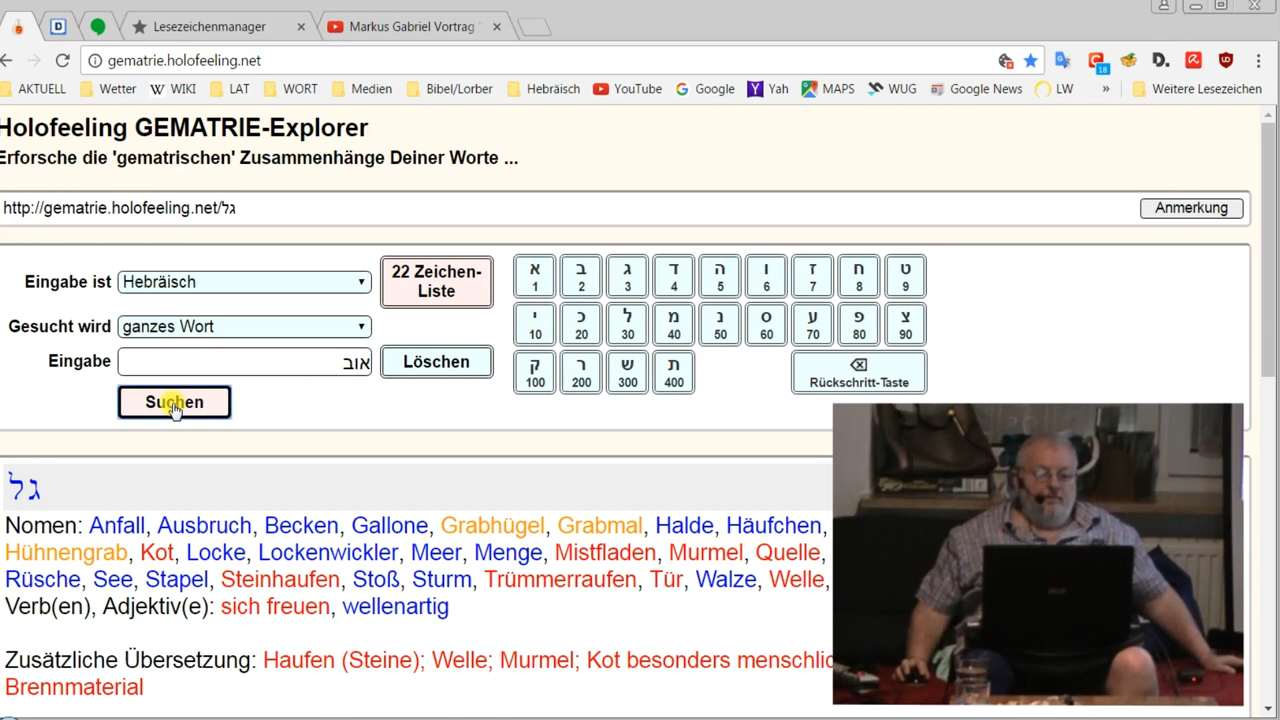 Lesezeichenmanager
Markus Gabriel Vortrag
gematrie.holofeeling.net
AKTUELL Wetter WIKI LAT WORT Medien Bibel/Lorber Hebräisch YouTube Google Yah MAPS WUG Google News LW » Weitere Lesezeichen
Holofeeling GEMATRIE-Explorer
Erforsche die 'gematrischen' Zusammenhänge Deiner Worte ...
http://gematrie.holofeeling.net/גל Anmerkung
Eingabe ist Hebräisch
Gesucht wird ganzes Wort
Eingabe אוב
22 Zeichen-
Liste
Löschen
Suchen
א ב ג ד ה ו ז ח ט
1 2 3 4 5 6 7 8 9
י כ ל מ נ ס ע פ צ
10 20 30 40 50 60 70 80 90
ק ר ש ת
100 200 300 400
Rückschritt-Taste
גל
Nomen: Anfall, Ausbruch, Becken, Gallone, Grabhügel, Grabmal, Halde, Häufchen,
Hühnengrab, Kot, Locke, Lockenwickler, Meer, Menge, Mistfladen, Murmel, Quelle,
Rüsche, See, Stapel, Steinhaufen, Stoß, Sturm, Trümmerraufen, Tür, Walze, Welle,
Verb(en), Adjektiv(e): sich freuen, wellenartig
Zusätzliche Übersetzung: Haufen (Steine); Welle; Murmel; Kot besonders menschlic
Brennmaterial